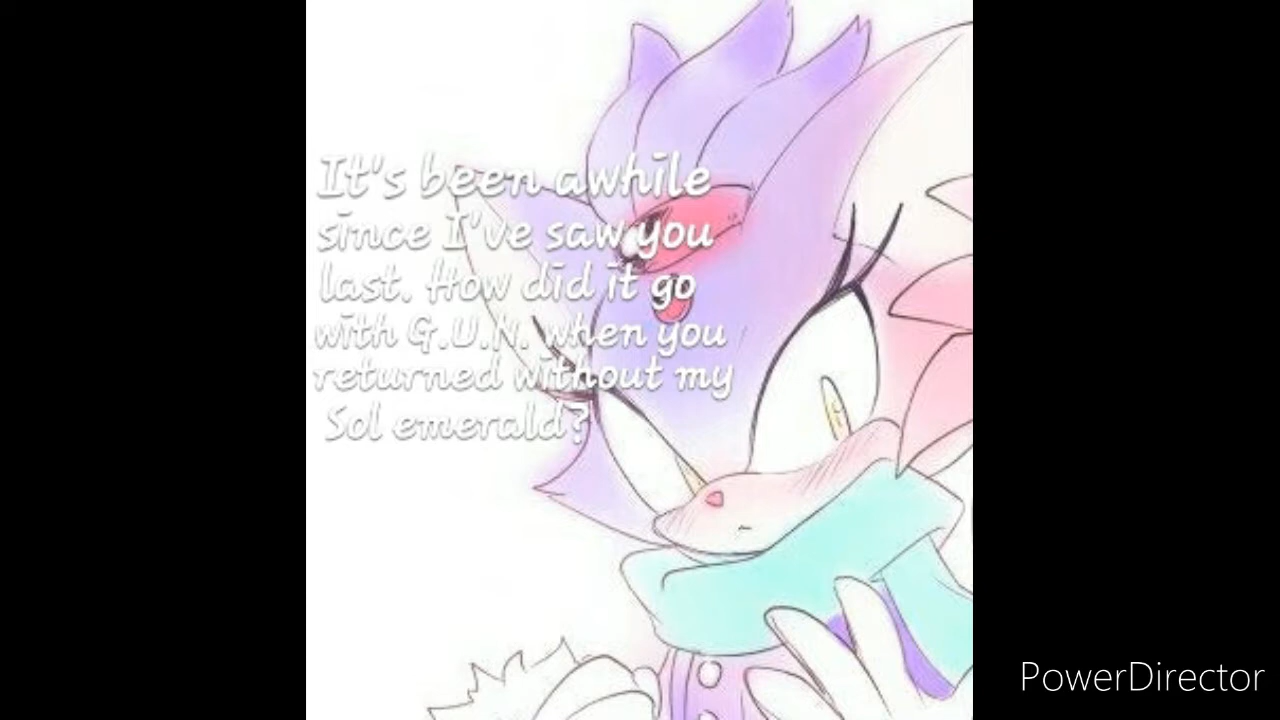 It's been awhile
since I've saw you
last. How did it go
with G.U.N. when you
returned without my
Sol emerald?
PowerDirector